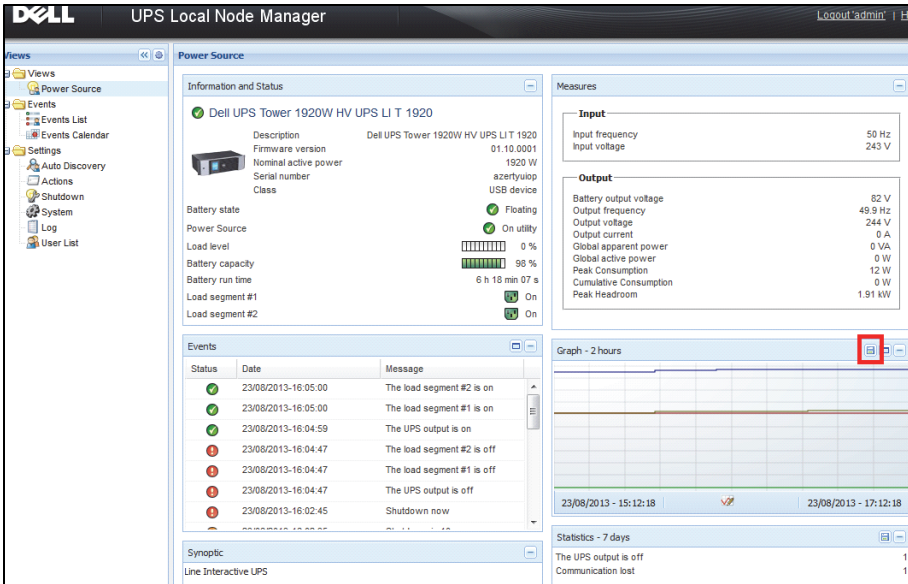 DELL UPS Local Node Manager Logout 'admin' | H
Views
Views
Power Source
Events
Events List
Events Calendar
Settings
Auto Discovery
Actions
Shutdown
System
Log
User List
Power Source
Information and Status
Dell UPS Tower 1920W HV UPS LI T 1920
Description Dell UPS Tower 1920W HV UPS LI T 1920
Firmware version 01.10.0001
Nominal active power 1920 W
Serial number azertyuiop
Class USB device
Battery state Floating
Power Source On utility
Load level 0 %
Battery capacity 98 %
Battery run time 6 h 18 min 07 s
Load segment #1 On
Load segment #2 On
Events
Status Date Message
23/08/2013-16:05:00 The load segment #2 is on
23/08/2013-16:05:00 The load segment #1 is on
23/08/2013-16:04:59 The UPS output is on
23/08/2013-16:04:47 The load segment #2 is off
23/08/2013-16:04:47 The load segment #1 is off
23/08/2013-16:04:47 The UPS output is off
23/08/2013-16:02:45 Shutdown now
Synoptic
Line Interactive UPS
Measures
Input
Input frequency 50 Hz
Input voltage 243 V
Output
Battery output voltage 82 V
Output frequency 49.9 Hz
Output voltage 244 V
Output current 0 A
Global apparent power 0 VA
Global active power 0 W
Peak Consumption 12 W
Cumulative Consumption 0 W
Peak Headroom 1.91 kW
Graph - 2 hours
23/08/2013 - 15:12:18 23/08/2013 - 17:12:18
Statistics - 7 days
The UPS output is off 1
Communication lost 1